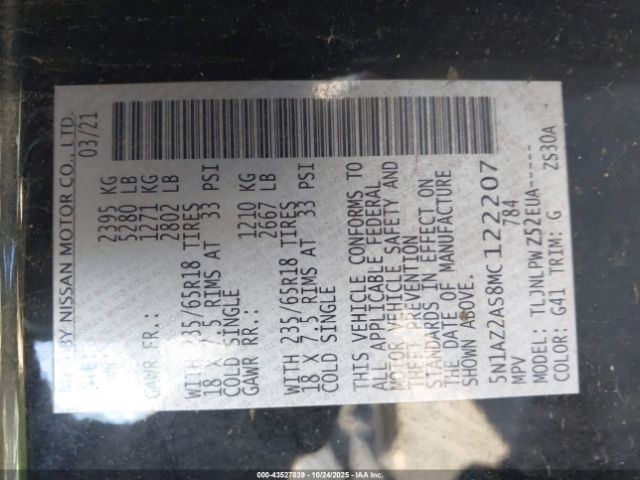 BY NISSAN MOTOR CO., LTD.
03/21
2395 KG
5280 LB
GAWR FR.: 1271 KG
2802 LB
WITH 235/65R18 TIRES
18 X 7.5 RIMS AT 33 PSI
COLD SINGLE
GAWR RR.: 1210 KG
2667 LB
WITH 235/65R18 TIRES
18 X 7.5 RIMS AT 33 PSI
COLD SINGLE
THIS VEHICLE CONFORMS TO
ALL APPLICABLE FEDERAL
MOTOR VEHICLE SAFETY AND
THEFT PREVENTION
STANDARDS IN EFFECT ON
THE DATE OF MANUFACTURE
SHOWN ABOVE.
5N1AZ2AS8MC122207
MPV 784
MODEL: TLJNLPWZ52EUA-----
COLOR: G41 TRIM: G ZS30A
000-43527839 - 10/24/2025 - IAA Inc.